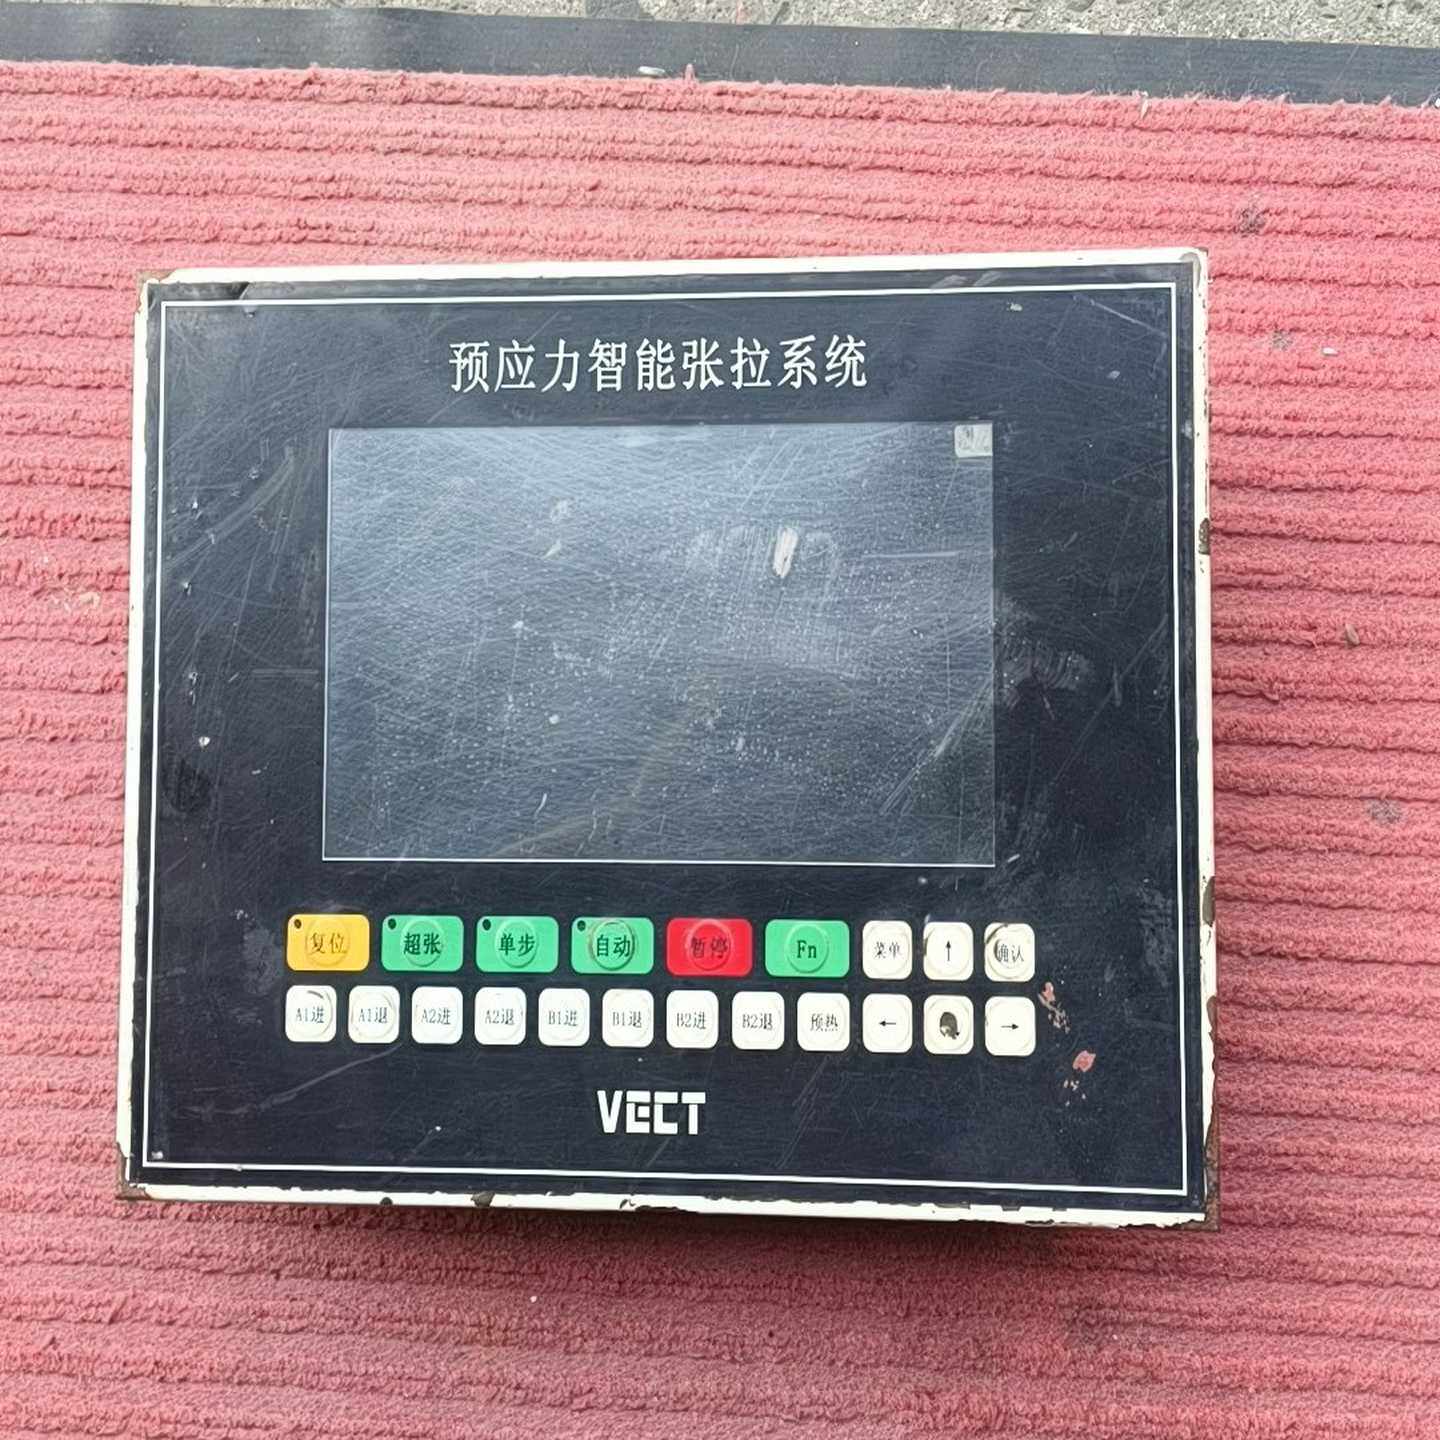 预应力智能张拉系统
复位 超张 单步 自动 暂停 Fn 菜单 ↑ 确认
A1进 A1退 A2进 A2退 B1进 B1退 B2进 B2退 预热 ← →
VECT